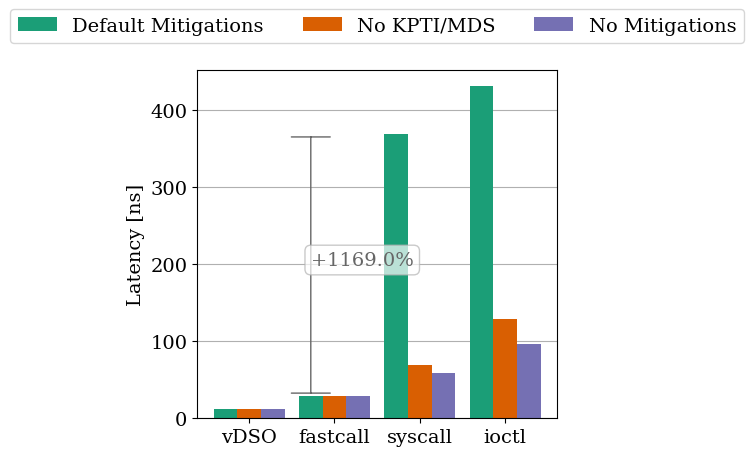 Default Mitigations No KPTI/MDS No Mitigations
400
300
200
100
0
Latency [ns]
+1169.0%
vDSO fastcall syscall ioctl